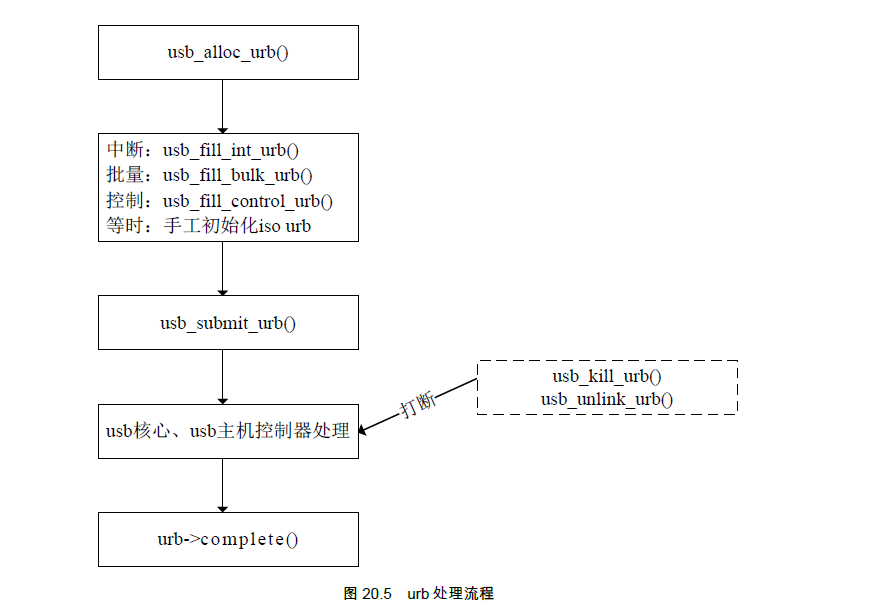 usb_alloc_urb()
中断：usb_fill_int_urb()
批量：usb_fill_bulk_urb()
控制：usb_fill_control_urb()
等时：手工初始化iso urb
usb_submit_urb()
usb_kill_urb()
usb_unlink_urb()
打断
usb核心、usb主机控制器处理
urb->complete()
图 20.5 urb 处理流程